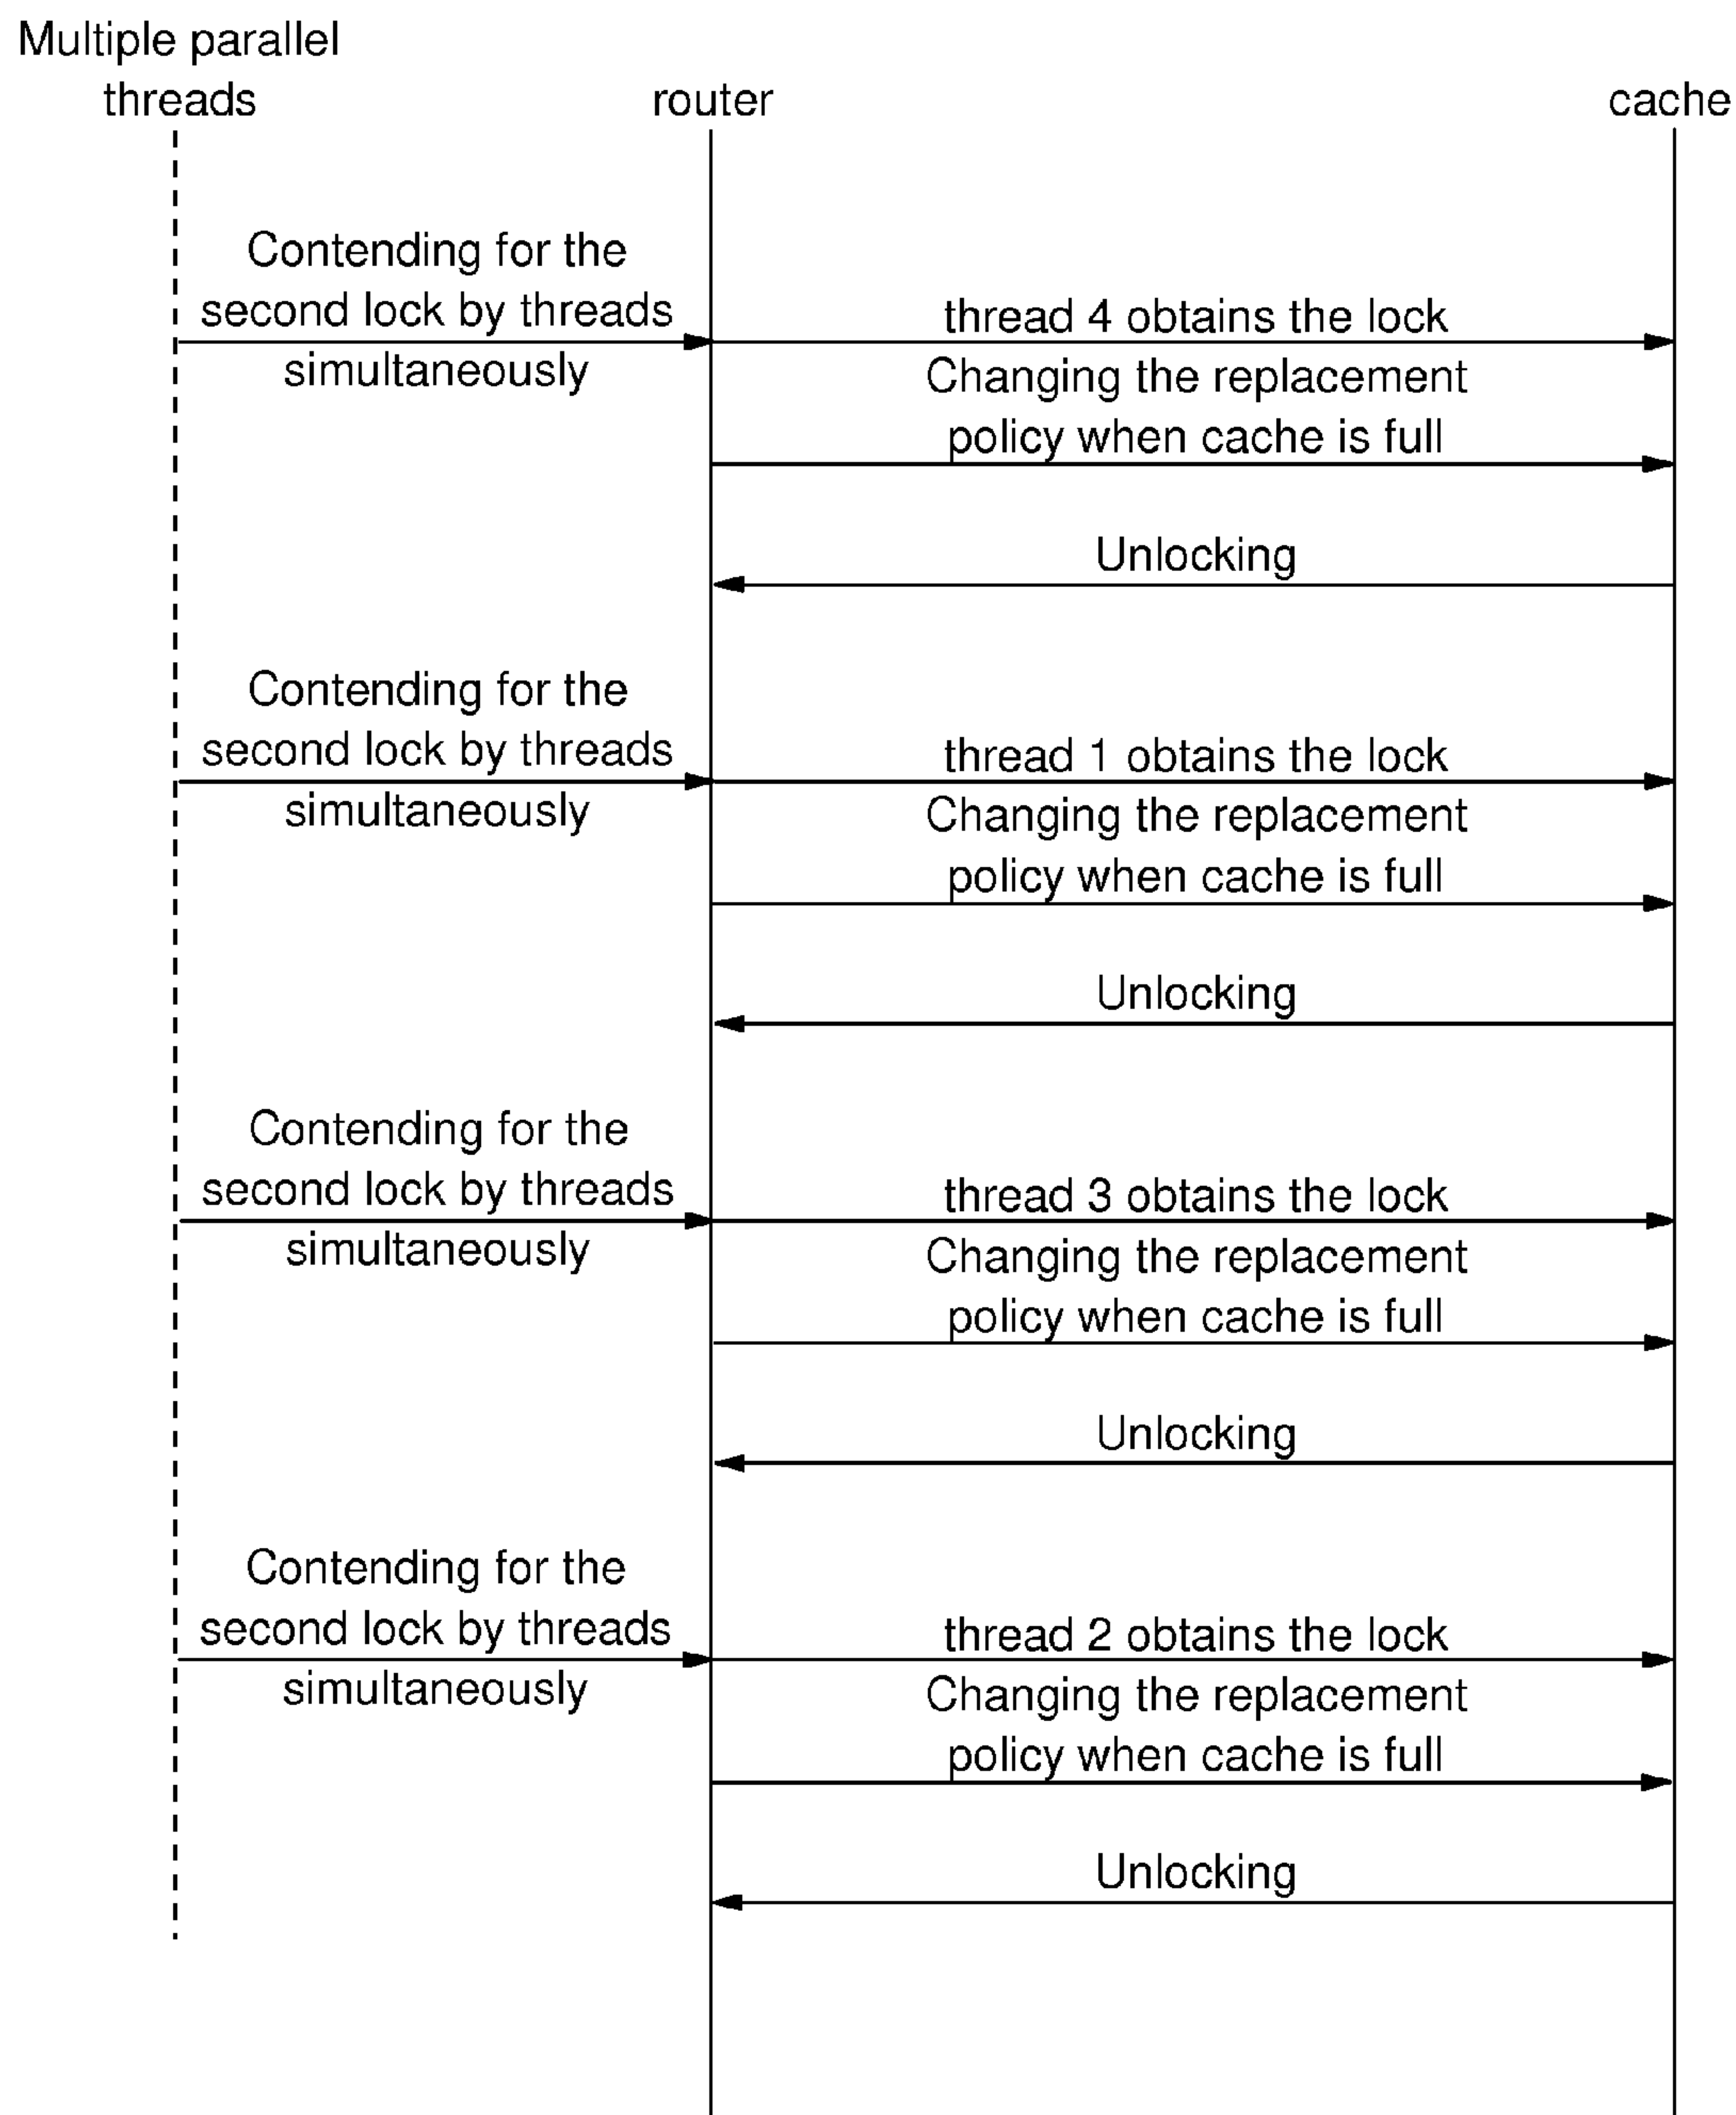 Multiple parallel
threads
router
cache
Contending for the
second lock by threads
simultaneously
thread 4 obtains the lock
Changing the replacement
policy when cache is full
Unlocking
Contending for the
second lock by threads
simultaneously
thread 1 obtains the lock
Changing the replacement
policy when cache is full
Unlocking
Contending for the
second lock by threads
simultaneously
thread 3 obtains the lock
Changing the replacement
policy when cache is full
Unlocking
Contending for the
second lock by threads
simultaneously
thread 2 obtains the lock
Changing the replacement
policy when cache is full
Unlocking